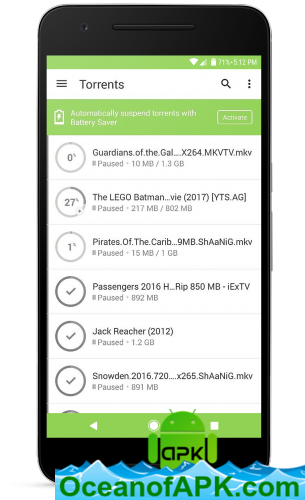 71% 5:12 PM
Torrents
Automatically suspend torrents with
Battery Saver
Activate
0%
Guardians.of.the.Gal...X264.MKVTV.mkv
Paused • 10 MB / 1.3 GB
27%
The LEGO Batman...vie (2017) [YTS.AG]
Paused • 217 MB / 802 MB
1%
Pirates.Of.The.Carib...9MB.ShAaNiG.mkv
Paused • 15 MB / 1 GB
Passengers 2016 H...Rip 850 MB - iExTV
Paused • 892 MB
Jack Reacher (2012)
Paused • 1.2 GB
Snowden.2016.720....x265.ShAaNiG.mkv
Paused • 891 MB
apk
OceanofAPK.com